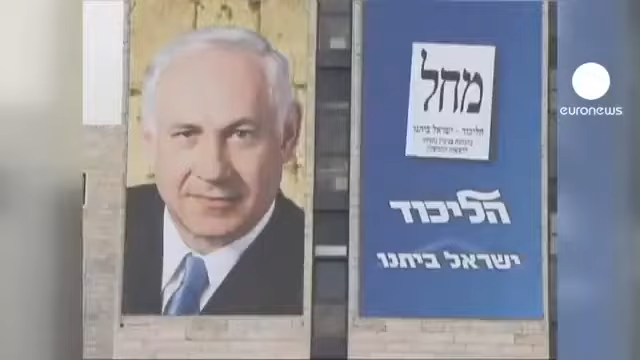 מחל
הליכוד - ישראל ביתנו
הליכוד
ישראל ביתנו
euronews